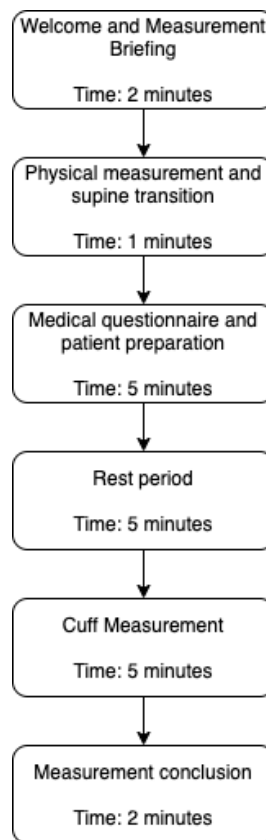 Welcome and Measurement
Briefing
Time: 2 minutes
Physical measurement and
supine transition
Time: 1 minutes
Medical questionnaire and
patient preparation
Time: 5 minutes
Rest period
Time: 5 minutes
Cuff Measurement
Time: 5 minutes
Measurement conclusion
Time: 2 minutes